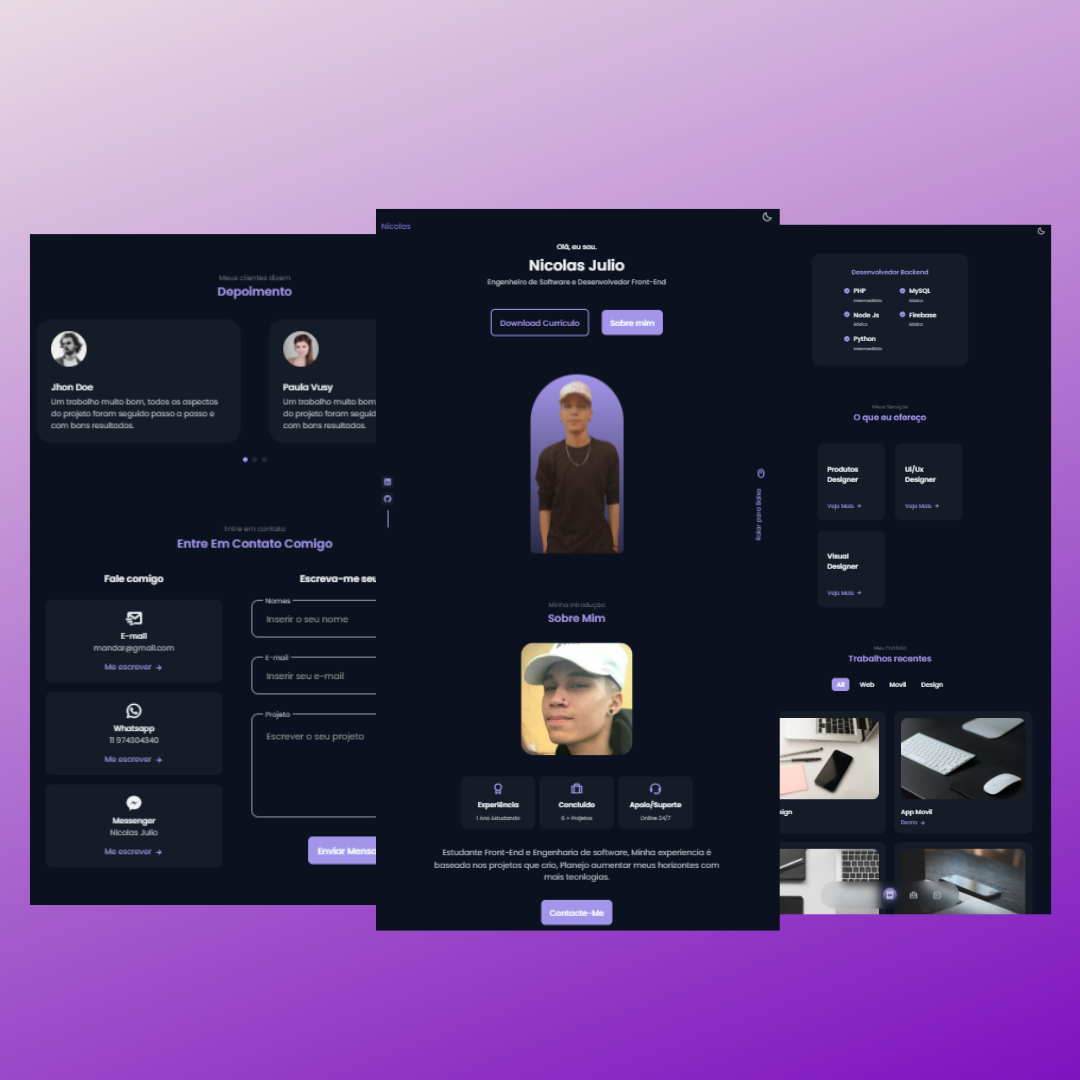 Meus clientes dizem
Depoimento
Jhon Doe
Um trabalho muito bom, todos os aspectos
do projeto foram seguido passo a passo e
com bons resultados.
Paula Vusy
Um trabalho muito bom
do projeto foram seguid
com bons resultados.
Entre em contato
Entre Em Contato Comigo
Fale comigo
E-mail
mandar@gmail.com
Me escrever →
Whatsapp
11 974304340
Me escrever →
Messenger
Nicolas Julio
Me escrever →
Escreva-me seu
Nomes
Inserir o seu nome
E-mail
Inserir seu e-mail
Projeto
Escrever o seu projeto
Enviar Mensa
Nicolas
Olá, eu sou.
Nicolas Julio
Engenheiro de Software e Desenvolvedor Front-End
Download Currículo
Sobre mim
Rolar para Baixo
Minha Introdução
Sobre Mim
Experiência
1 Ano Estudando
Concluído
6 + Projetos
Apoio/Suporte
Online 24/7
Estudante Front-End e Engenharia de software, Minha experiencia é
baseada nos projetos que crio, Planejo aumentar meus horizontes com
mais tecnlogias.
Contacte-Me
Desenvolvedor Backend
PHP
Intermediário
MySQL
Básico
Node Js
Básico
Firebase
Básico
Python
Intermediário
Meus Serviços
O que eu ofereço
Produtos
Designer
Veja Mais →
Ui/Ux
Designer
Veja Mais →
Visual
Designer
Veja Mais →
Meu Portfólio
Trabalhos recentes
All
Web
Movil
Design
sign
App Movil
Demo →